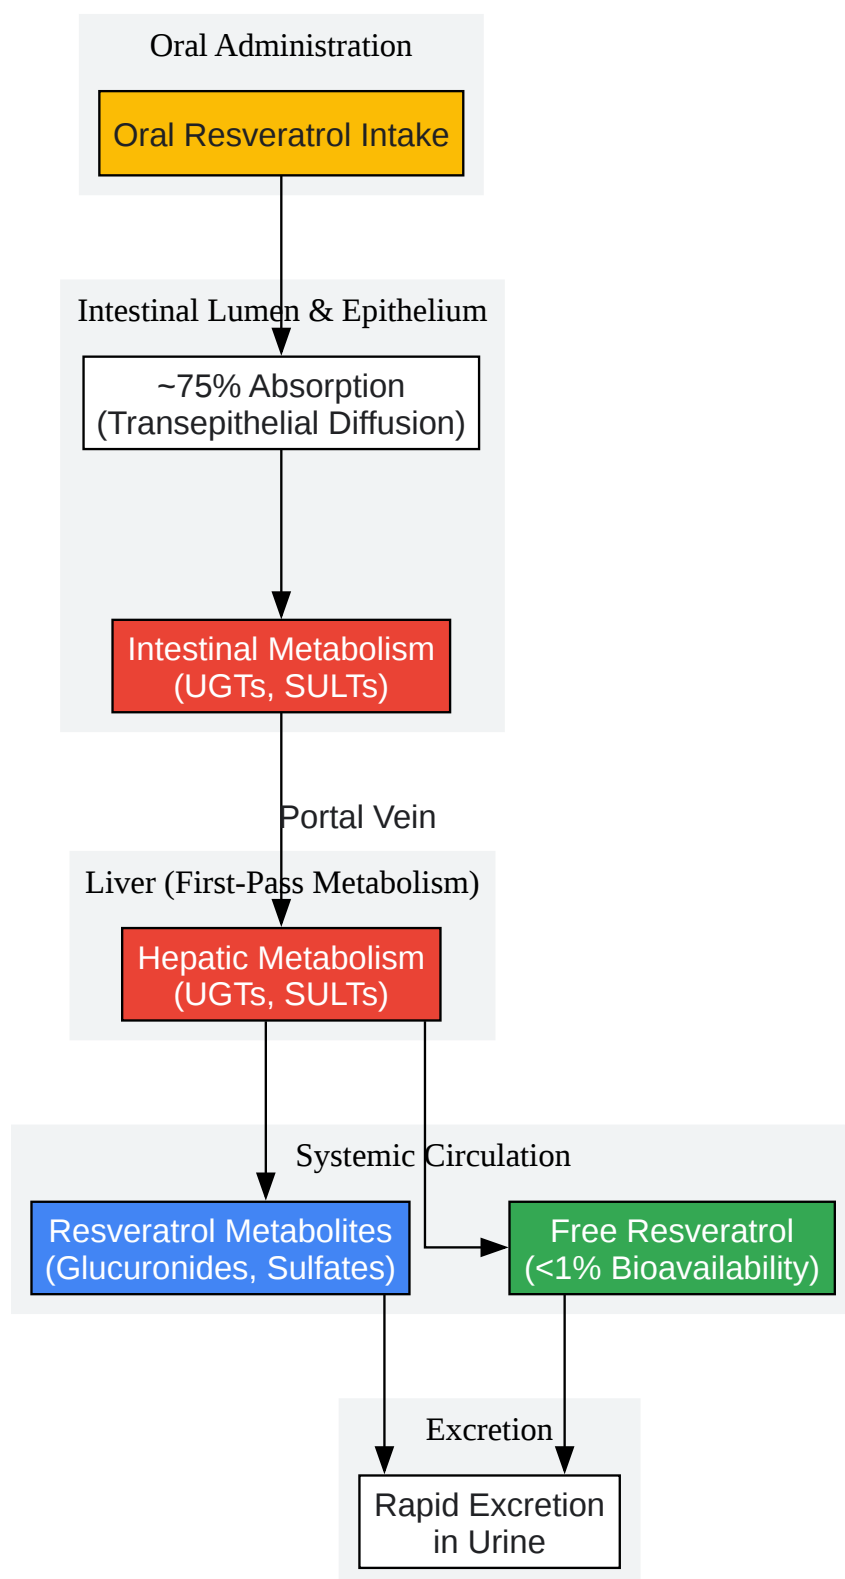 Oral Administration
Oral Resveratrol Intake
Intestinal Lumen & Epithelium
~75% Absorption
(Transepithelial Diffusion)
Intestinal Metabolism
(UGTs, SULTs)
Portal Vein
Liver (First-Pass Metabolism)
Hepatic Metabolism
(UGTs, SULTs)
Systemic Circulation
Resveratrol Metabolites
(Glucuronides, Sulfates)
Free Resveratrol
(<1% Bioavailability)
Excretion
Rapid Excretion
in Urine